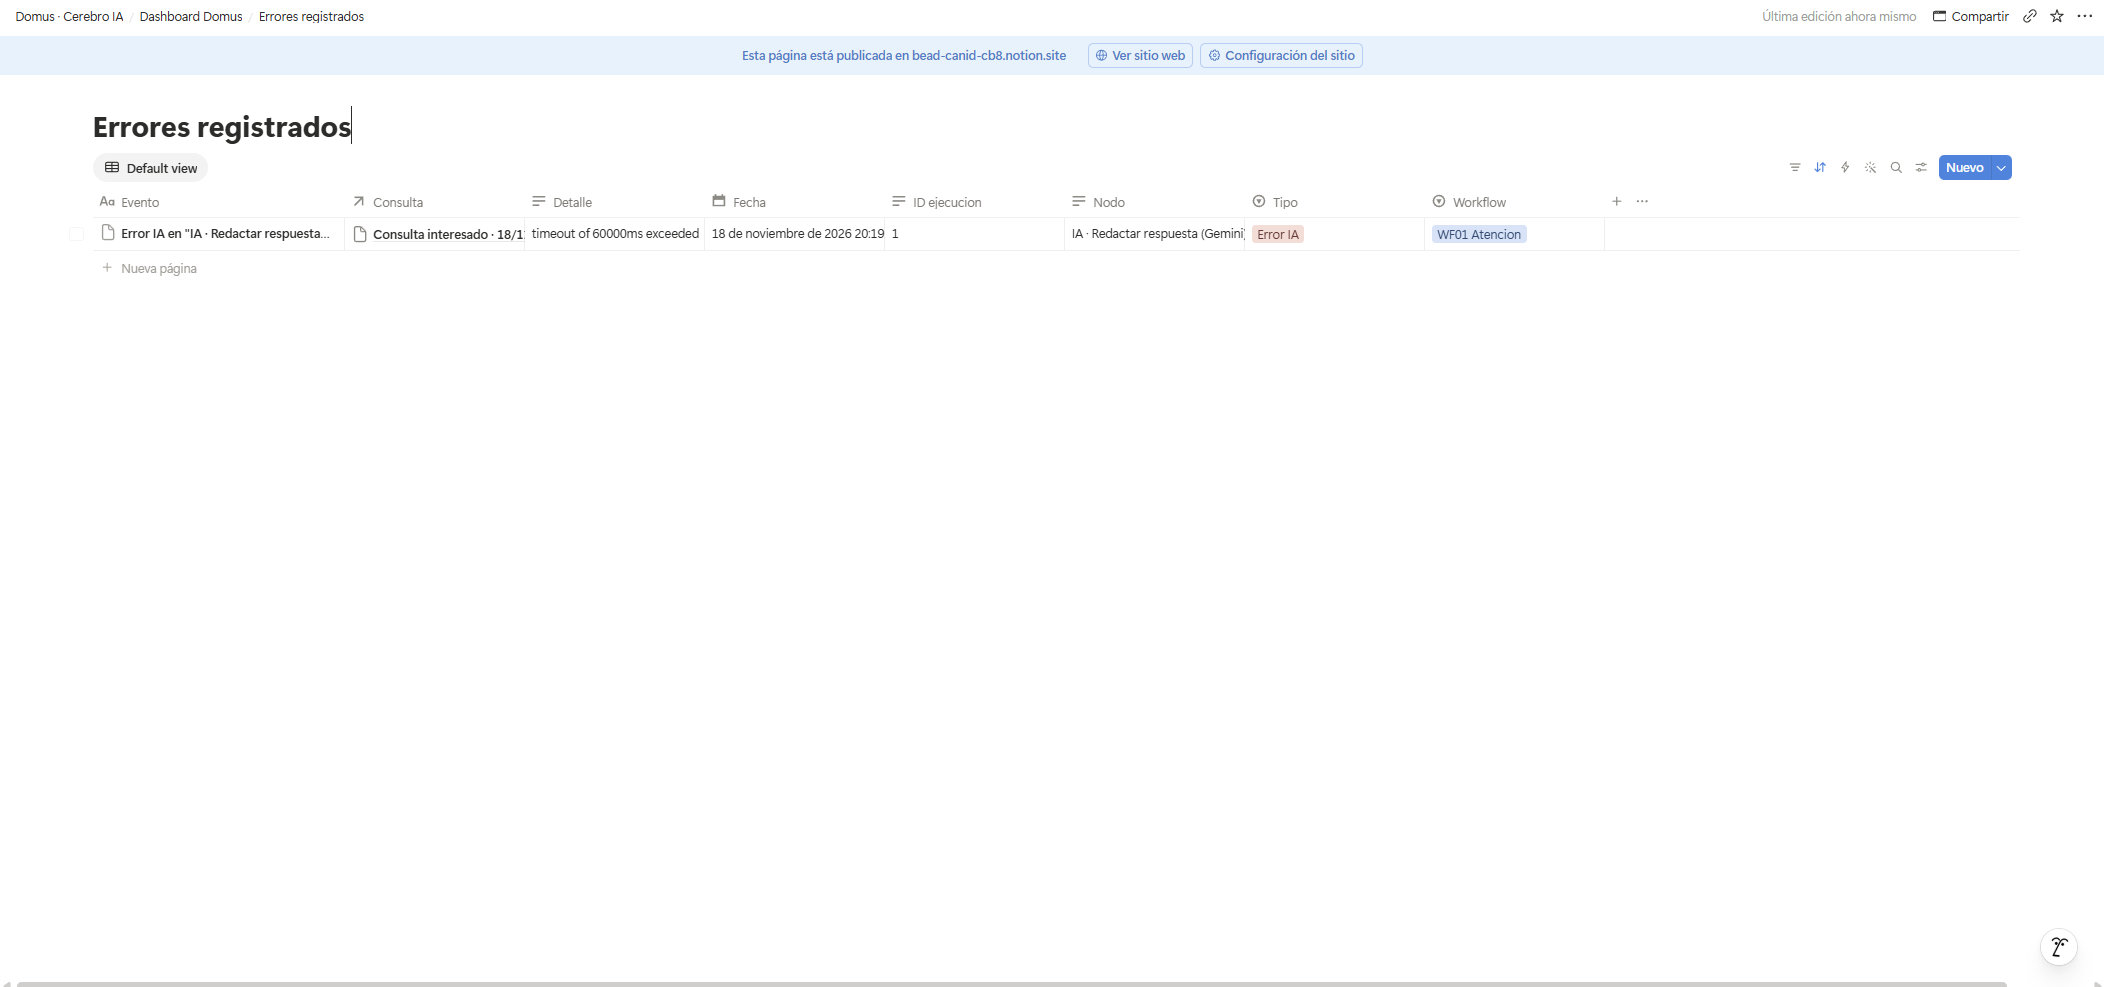 Domus · Cerebro IA / Dashboard Domus / Errores registrados
Última edición ahora mismo Compartir
Esta página está publicada en bead-canid-cb8.notion.site Ver sitio web Configuración del sitio
Errores registrados
Default view
Nuevo
Aa Evento Consulta Detalle Fecha ID ejecucion Nodo Tipo Workflow
Error IA en "IA · Redactar respuesta... Consulta interesado · 18/1 timeout of 60000ms exceeded 18 de noviembre de 2026 20:19 1 IA · Redactar respuesta (Gemini) Error IA WF01 Atencion
+ Nueva página